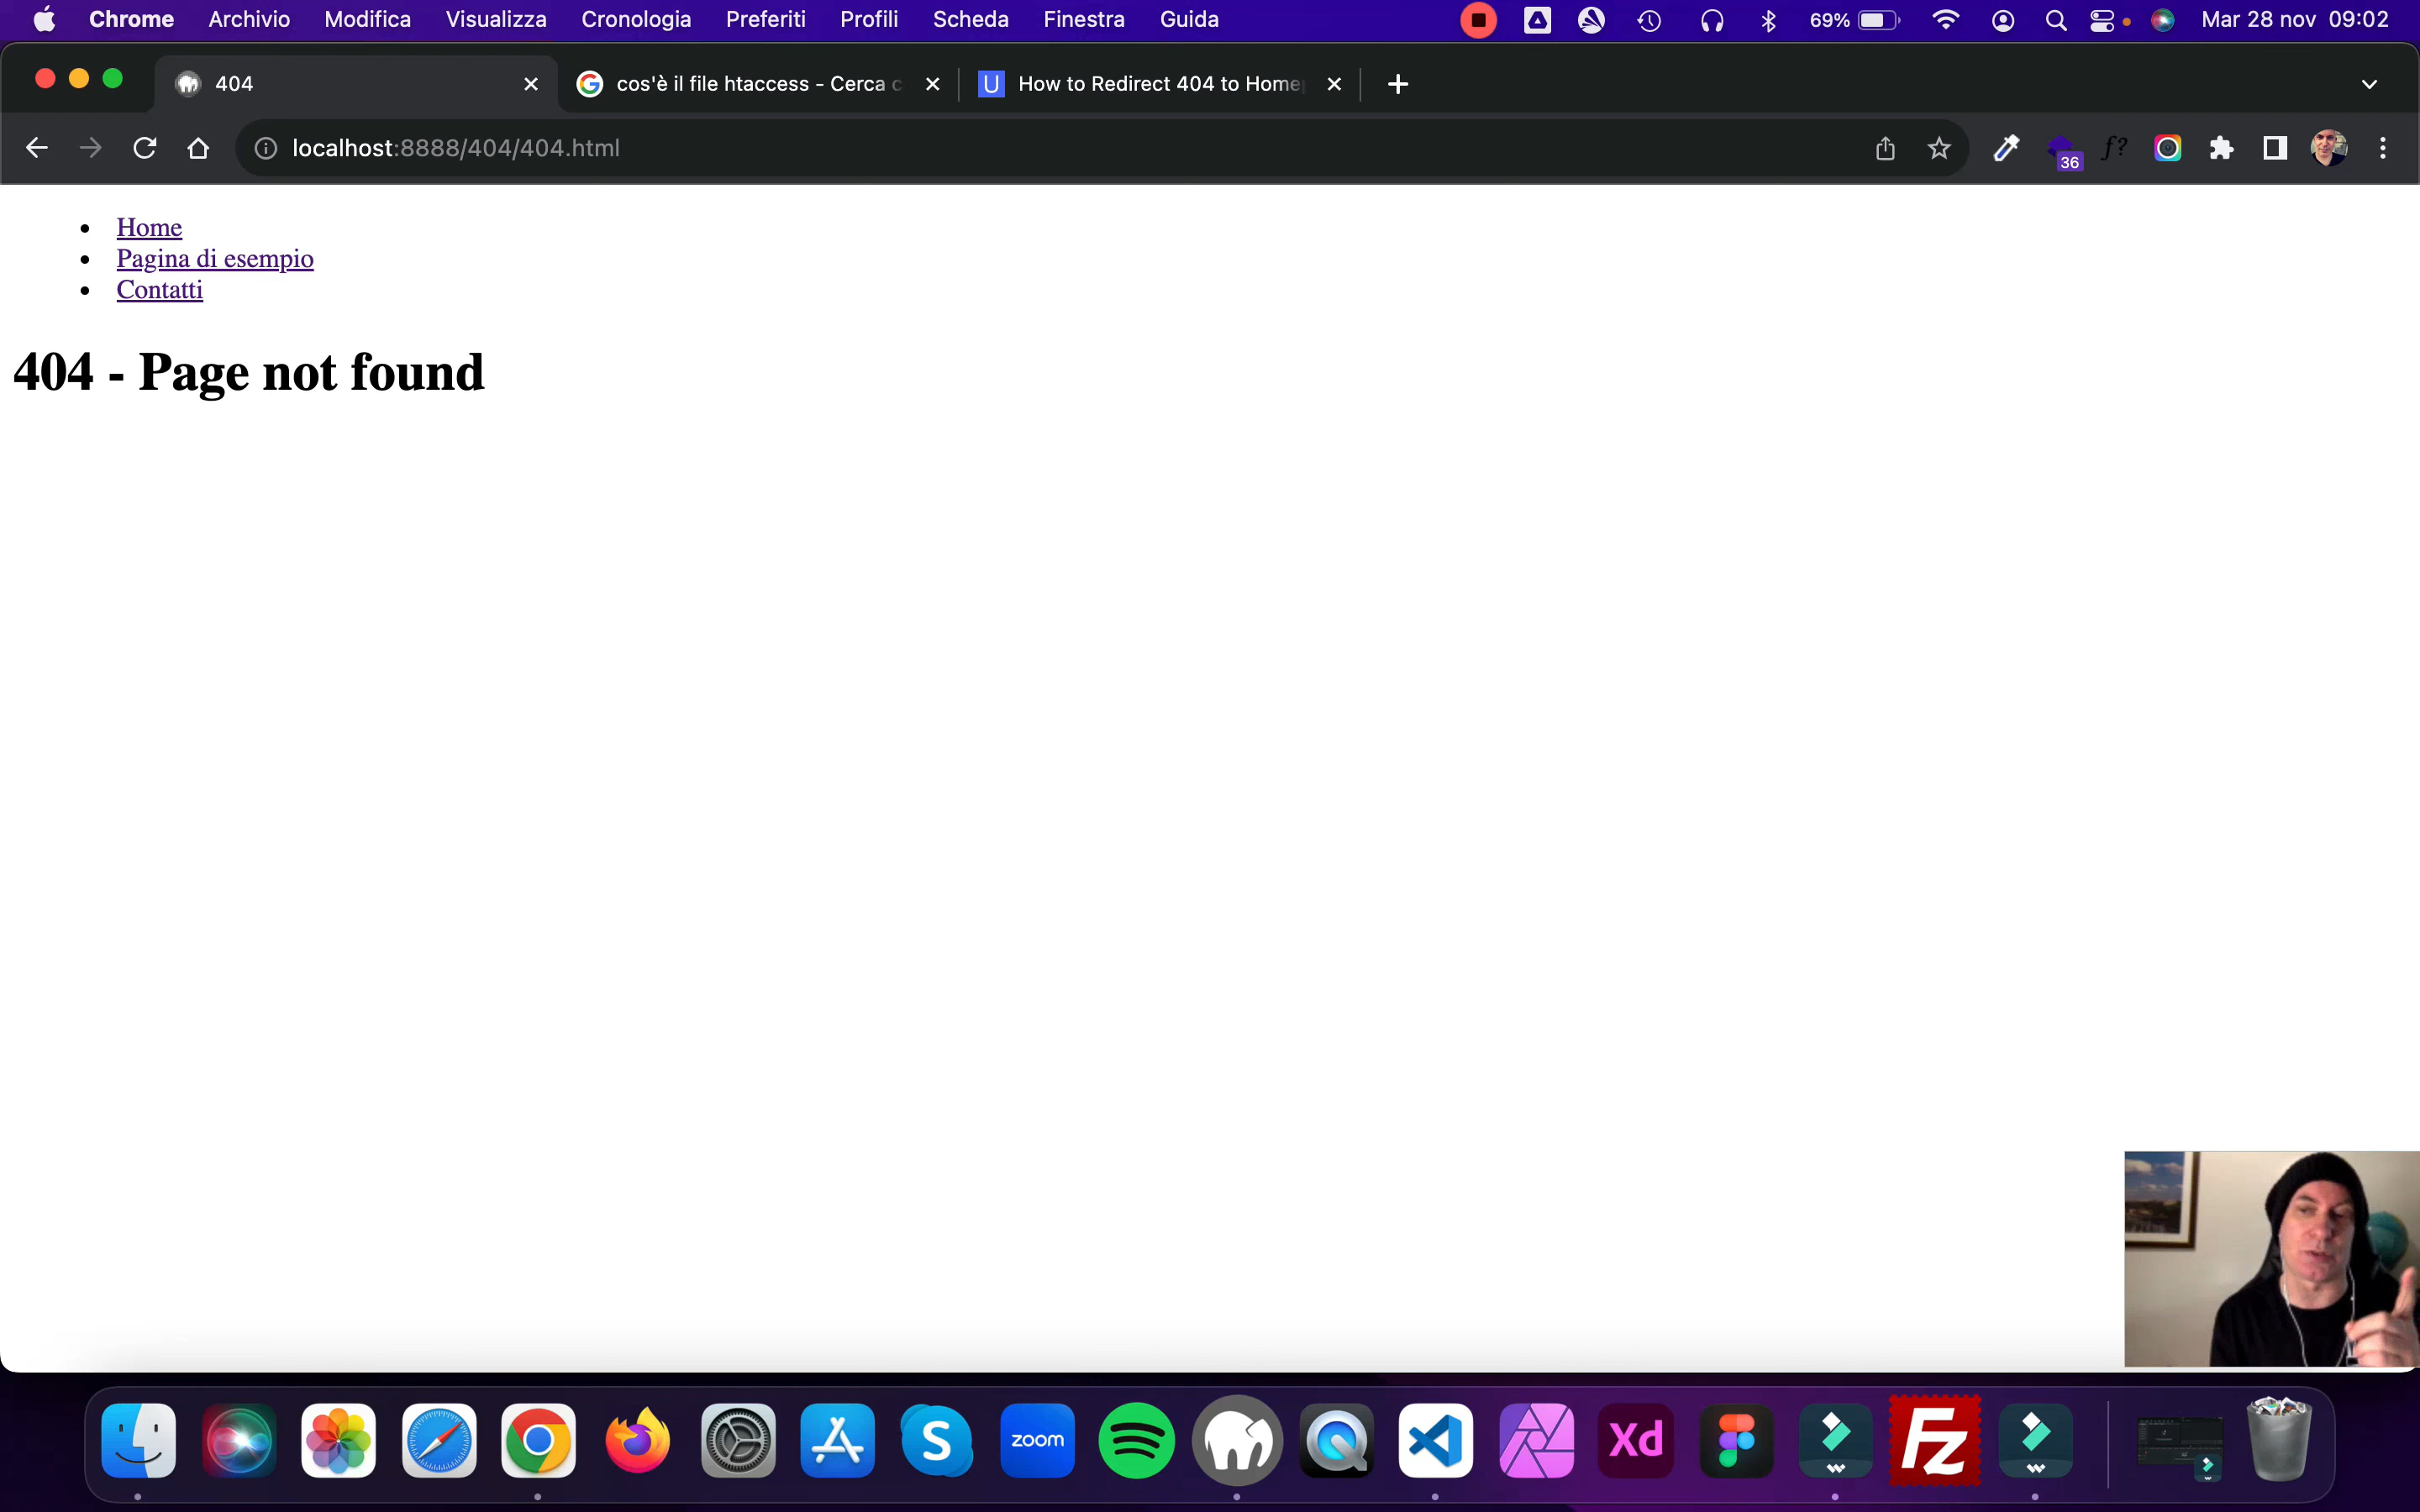 Chrome Archivio Modifica Visualizza Cronologia Preferiti Profili Scheda Finestra Guida 69% Mar 28 nov 09:02
404 cos'è il file htaccess - Cerca c U How to Redirect 404 to Home
localhost:8888/404/404.html f? 36
Home
Pagina di esempio
Contatti
404 - Page not found
S zoom Xd Fz